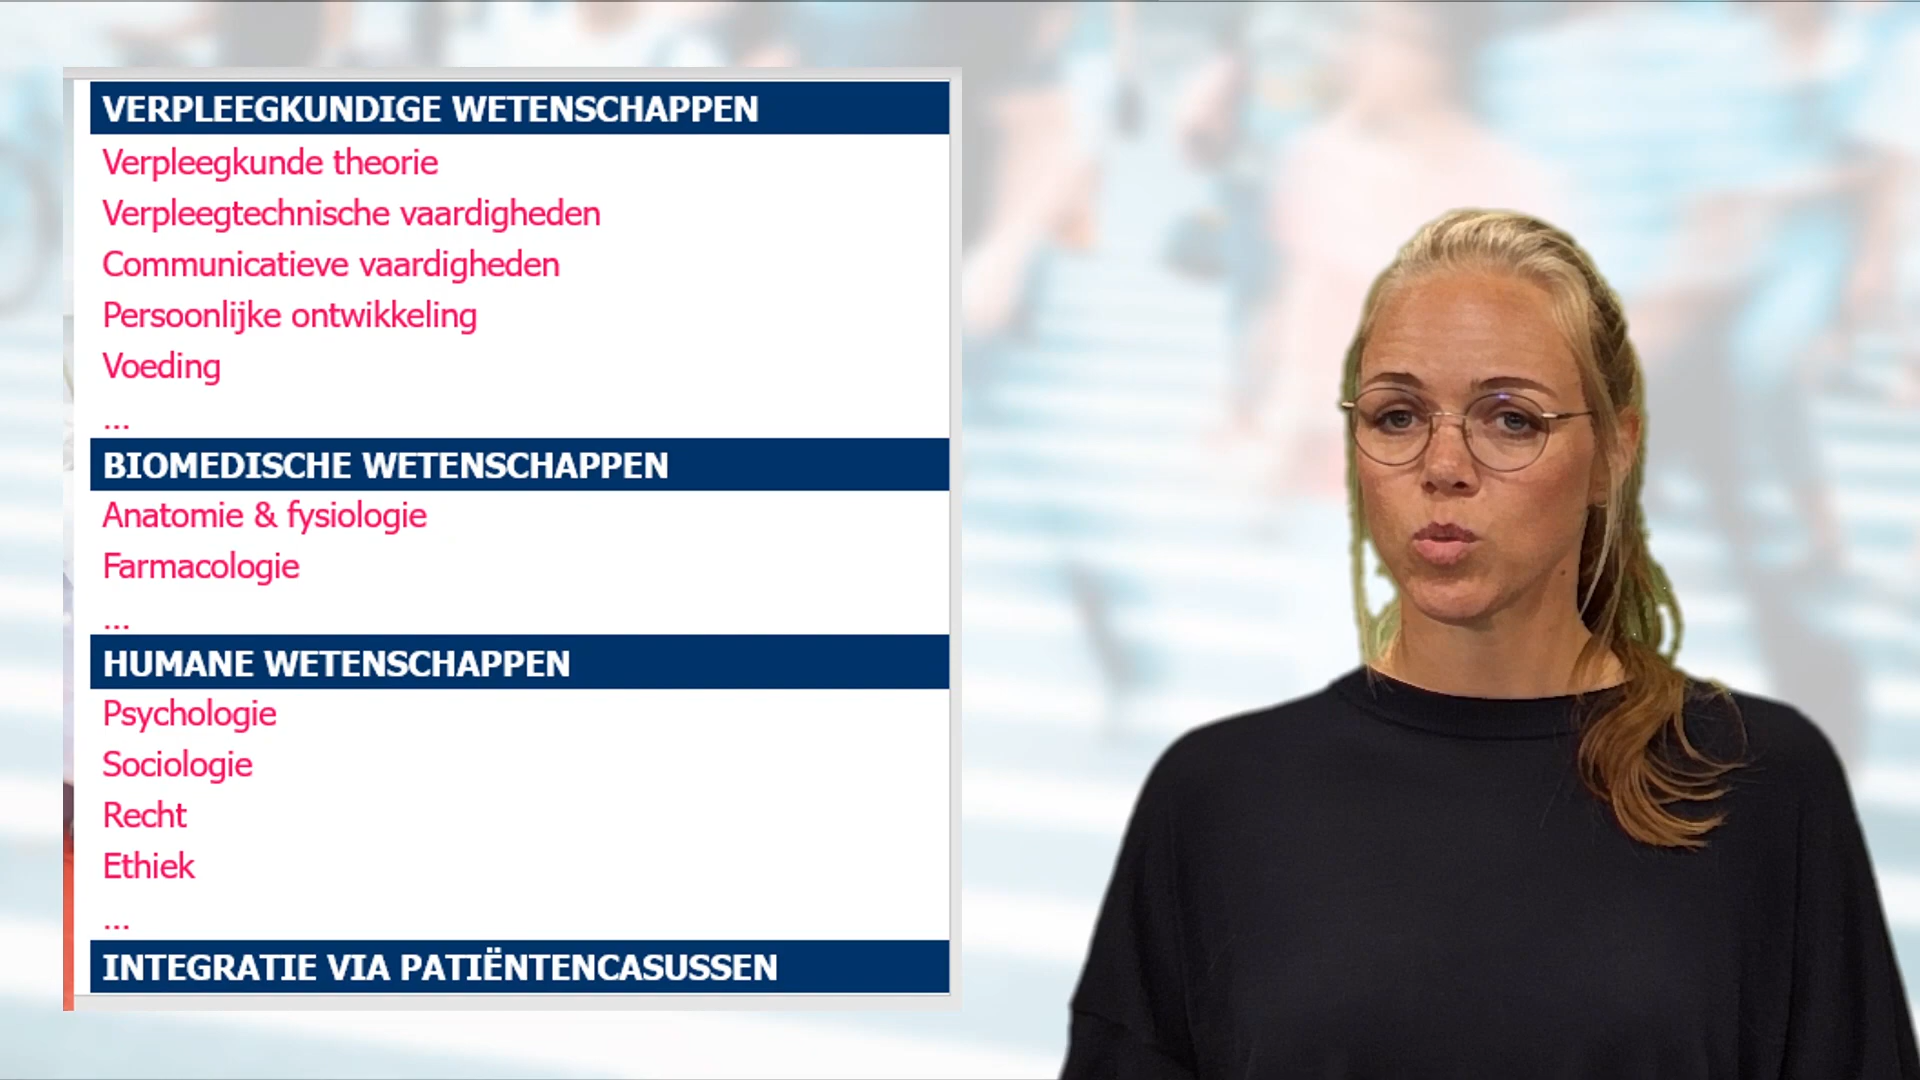 VERPLEEGKUNDIGE WETENSCHAPPEN
Verpleegkunde theorie
Verpleegtechnische vaardigheden
Communicatieve vaardigheden
Persoonlijke ontwikkeling
Voeding
...
BIOMEDISCHE WETENSCHAPPEN
Anatomie & fysiologie
Farmacologie
...
HUMANE WETENSCHAPPEN
Psychologie
Sociologie
Recht
Ethiek
...
INTEGRATIE VIA PATIËNTENCASUSSEN